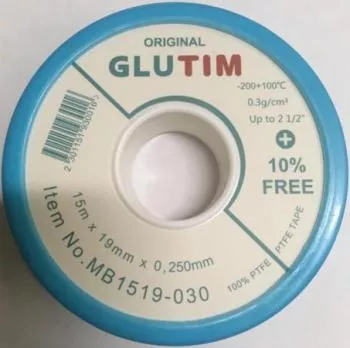 ORIGINAL
GLUTIM
-200+100°C
0.3g/cm³
Up to 2 1/2"
+
10%
FREE
15m x 19mm x 0,250mm
Item No.MB1519-030
100% PTFE
PTFE TAPE